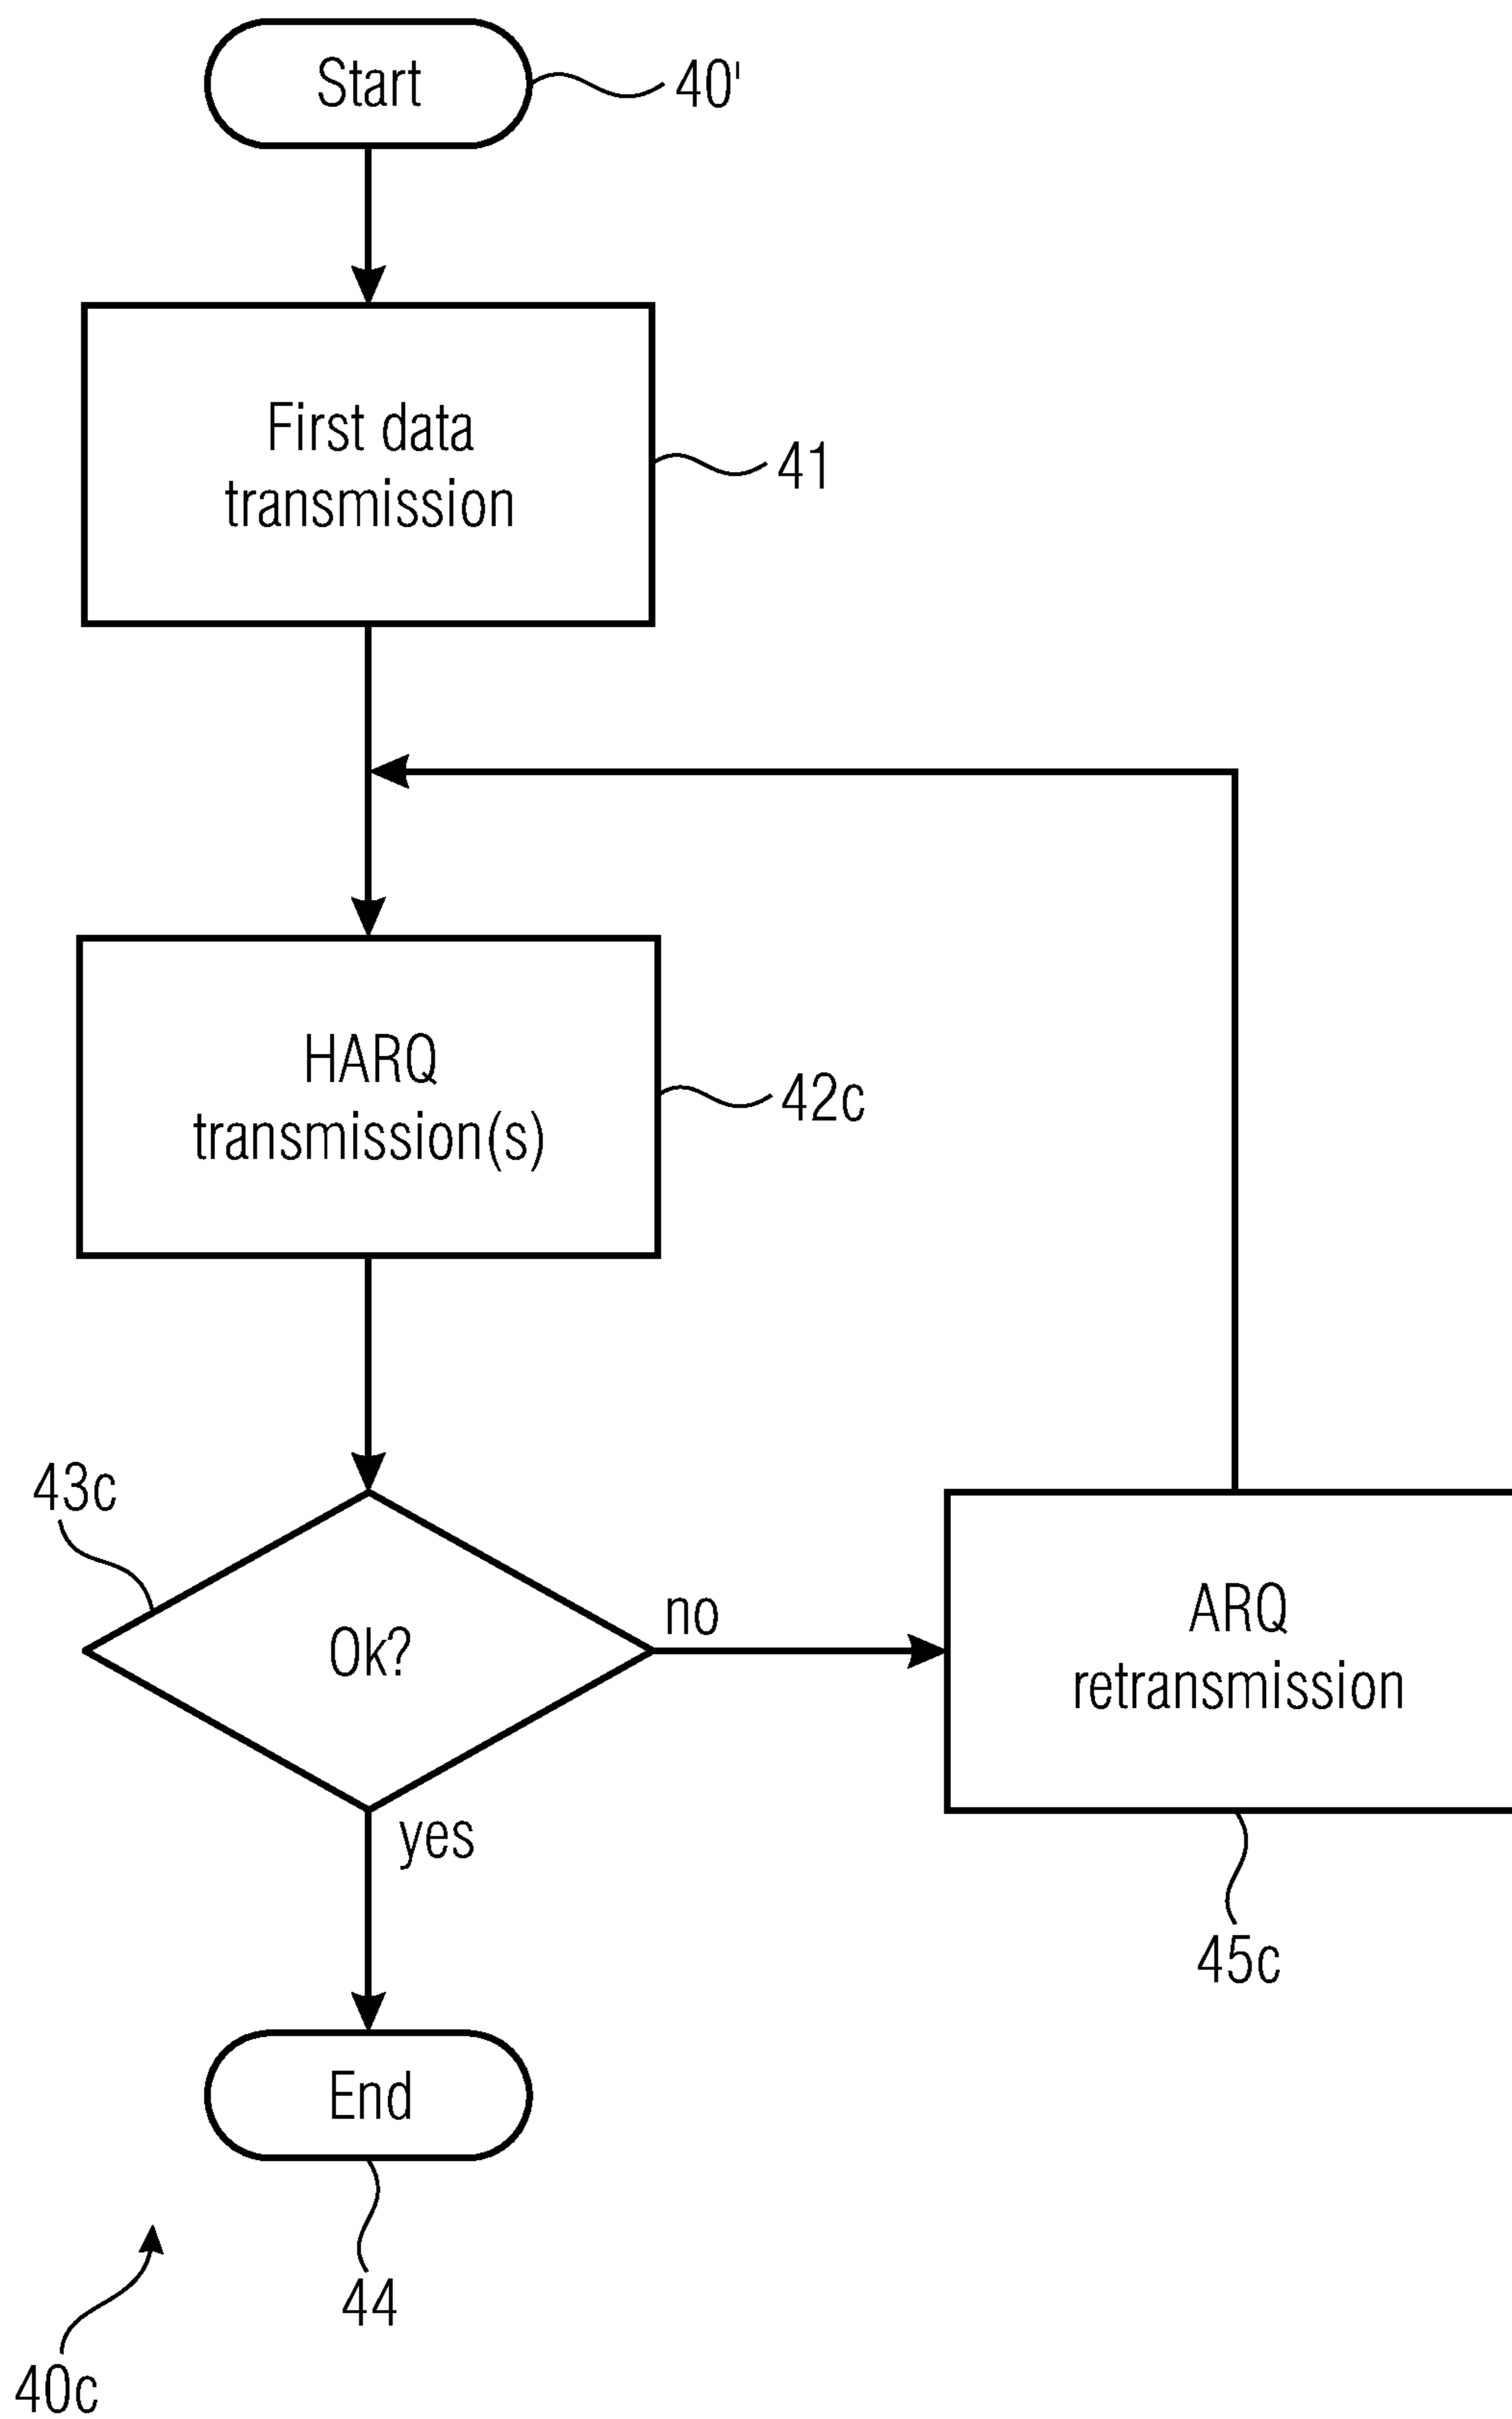 Start
40'
First data
transmission
41
HARQ
transmission(s)
42c
43c
Ok?
no
ARQ
retransmission
yes
45c
End
44
40c